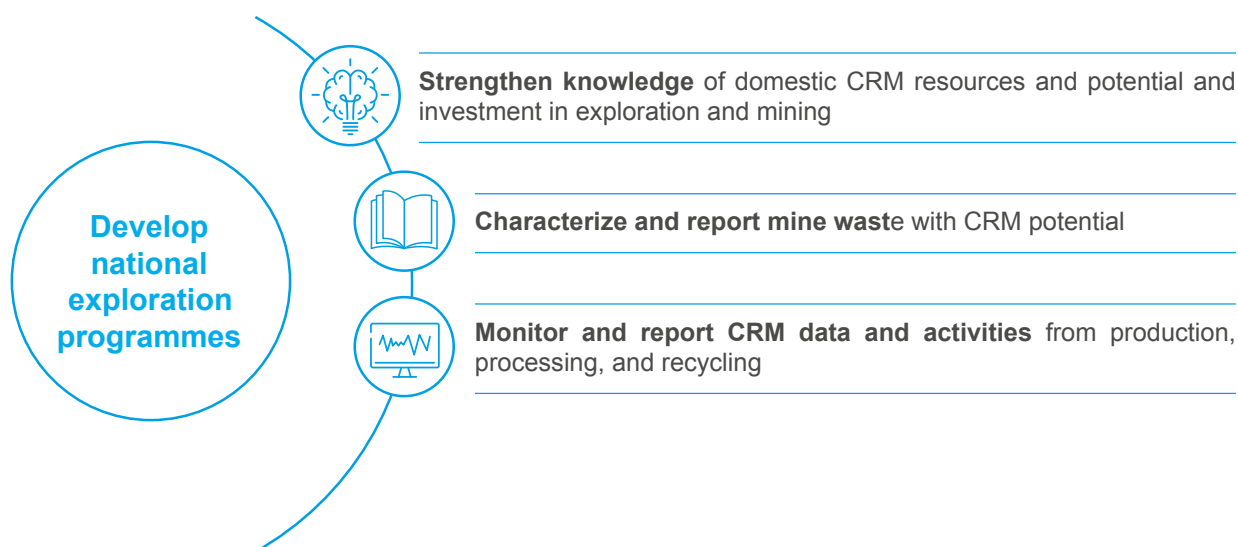 Develop
national
exploration
programmes
Strengthen knowledge of domestic CRM resources and potential and
investment in exploration and mining
Characterize and report mine waste with CRM potential
Monitor and report CRM data and activities from production,
processing, and recycling